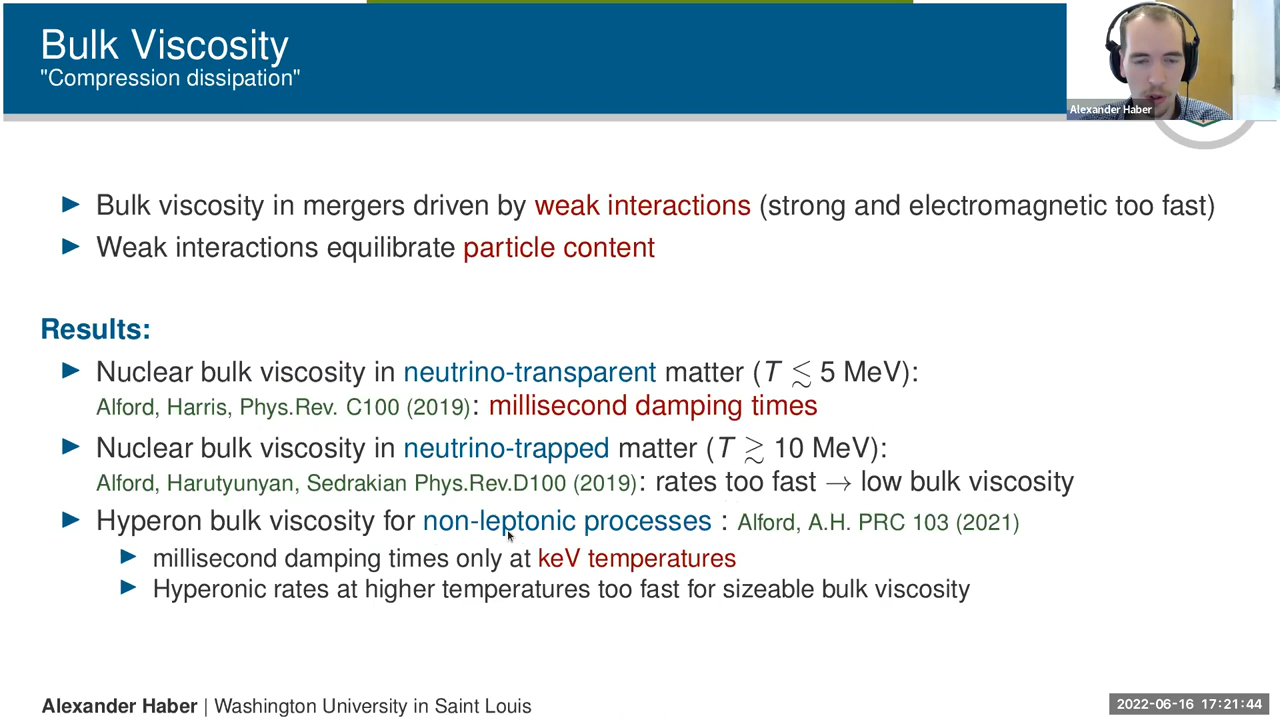 Bulk Viscosity
"Compression dissipation"
Alexander Haber
► Bulk viscosity in mergers driven by weak interactions (strong and electromagnetic too fast)
► Weak interactions equilibrate particle content
Results:
► Nuclear bulk viscosity in neutrino-transparent matter (T ≲ 5 MeV):
Alford, Harris, Phys.Rev. C100 (2019): millisecond damping times
► Nuclear bulk viscosity in neutrino-trapped matter (T ≳ 10 MeV):
Alford, Harutyunyan, Sedrakian Phys.Rev.D100 (2019): rates too fast → low bulk viscosity
► Hyperon bulk viscosity for non-leptonic processes : Alford, A.H. PRC 103 (2021)
► millisecond damping times only at keV temperatures
► Hyperonic rates at higher temperatures too fast for sizeable bulk viscosity
Alexander Haber | Washington University in Saint Louis
2022-06-16 17:21:44